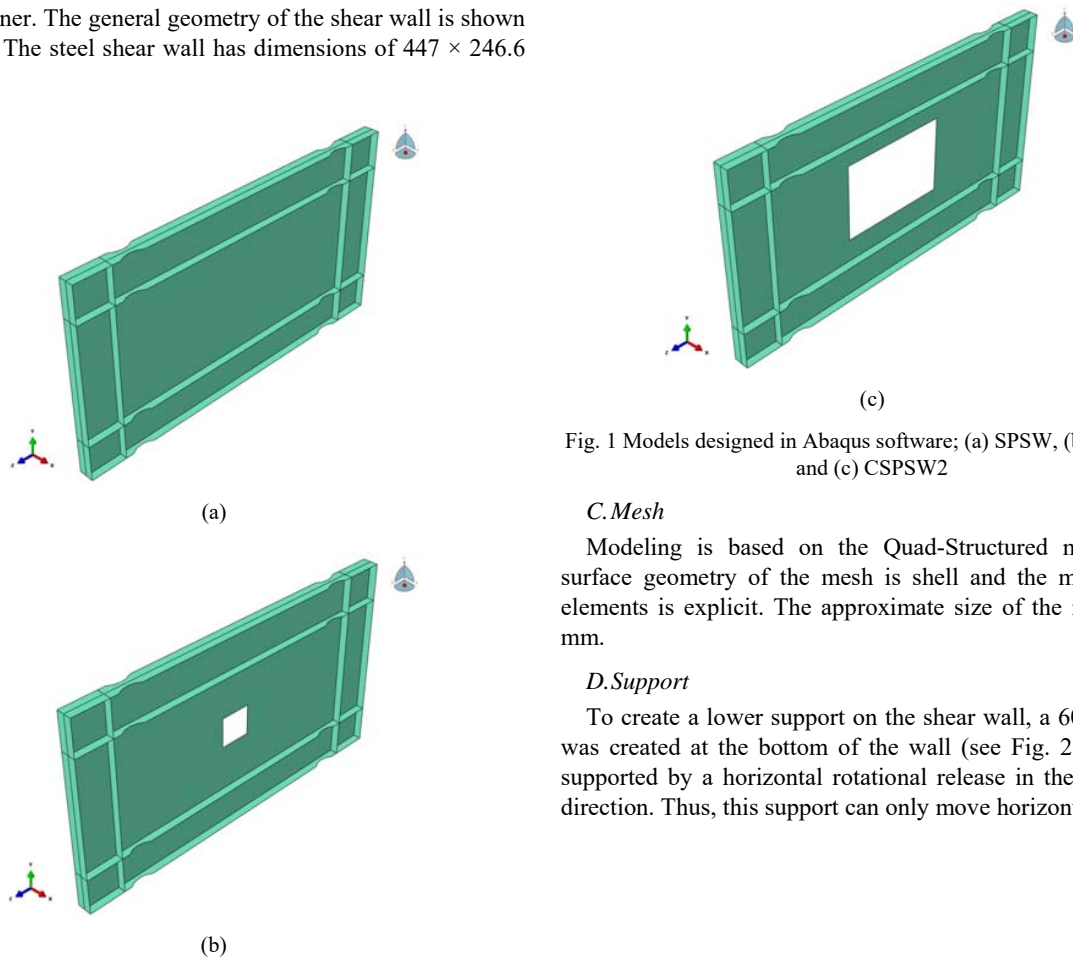 ner. The general geometry of the shear wall is shown
The steel shear wall has dimensions of 447 × 246.6
(a)
(b)
(c)
Fig. 1 Models designed in Abaqus software; (a) SPSW, (b
and (c) CSPSW2
C. Mesh
Modeling is based on the Quad-Structured m
surface geometry of the mesh is shell and the m
elements is explicit. The approximate size of the
mm.
D. Support
To create a lower support on the shear wall, a 60
was created at the bottom of the wall (see Fig. 2
supported by a horizontal rotational release in the
direction. Thus, this support can only move horizont